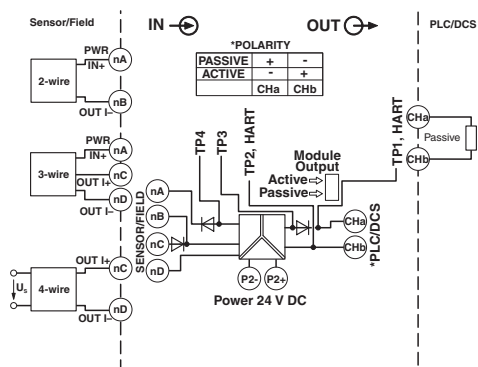 Sensor/Field
IN
OUT
PLC/DCS
*POLARITY
PASSIVE + -
ACTIVE - +
CHa CHb
PWR
IN+
nA
2-wire
nB
OUT I–
PWR
IN+
nA
3-wire
nC
OUT I+
nD
OUT I–
OUT I+
nC
Us
4-wire
nD
OUT I–
TP4
TP3
TP2, HART
TP1, HART
Module
Output
Active
Passive
SENSOR/FIELD
nA
nB
nC
nD
CHa
CHb
*PLC/DCS
P2-
P2+
Power 24 V DC
CHa
Passive
CHb